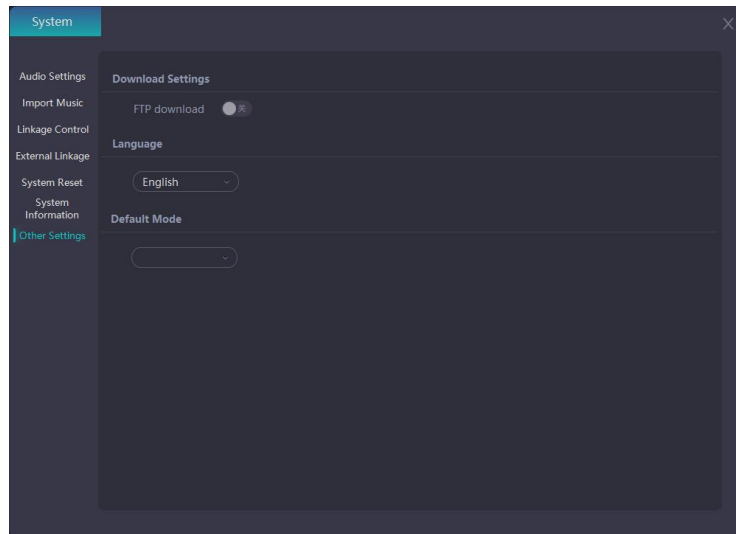 System
X
Audio Settings
Import Music
Linkage Control
External Linkage
System Reset
System
Information
Other Settings
Download Settings
FTP download
关
Language
English
Default Mode